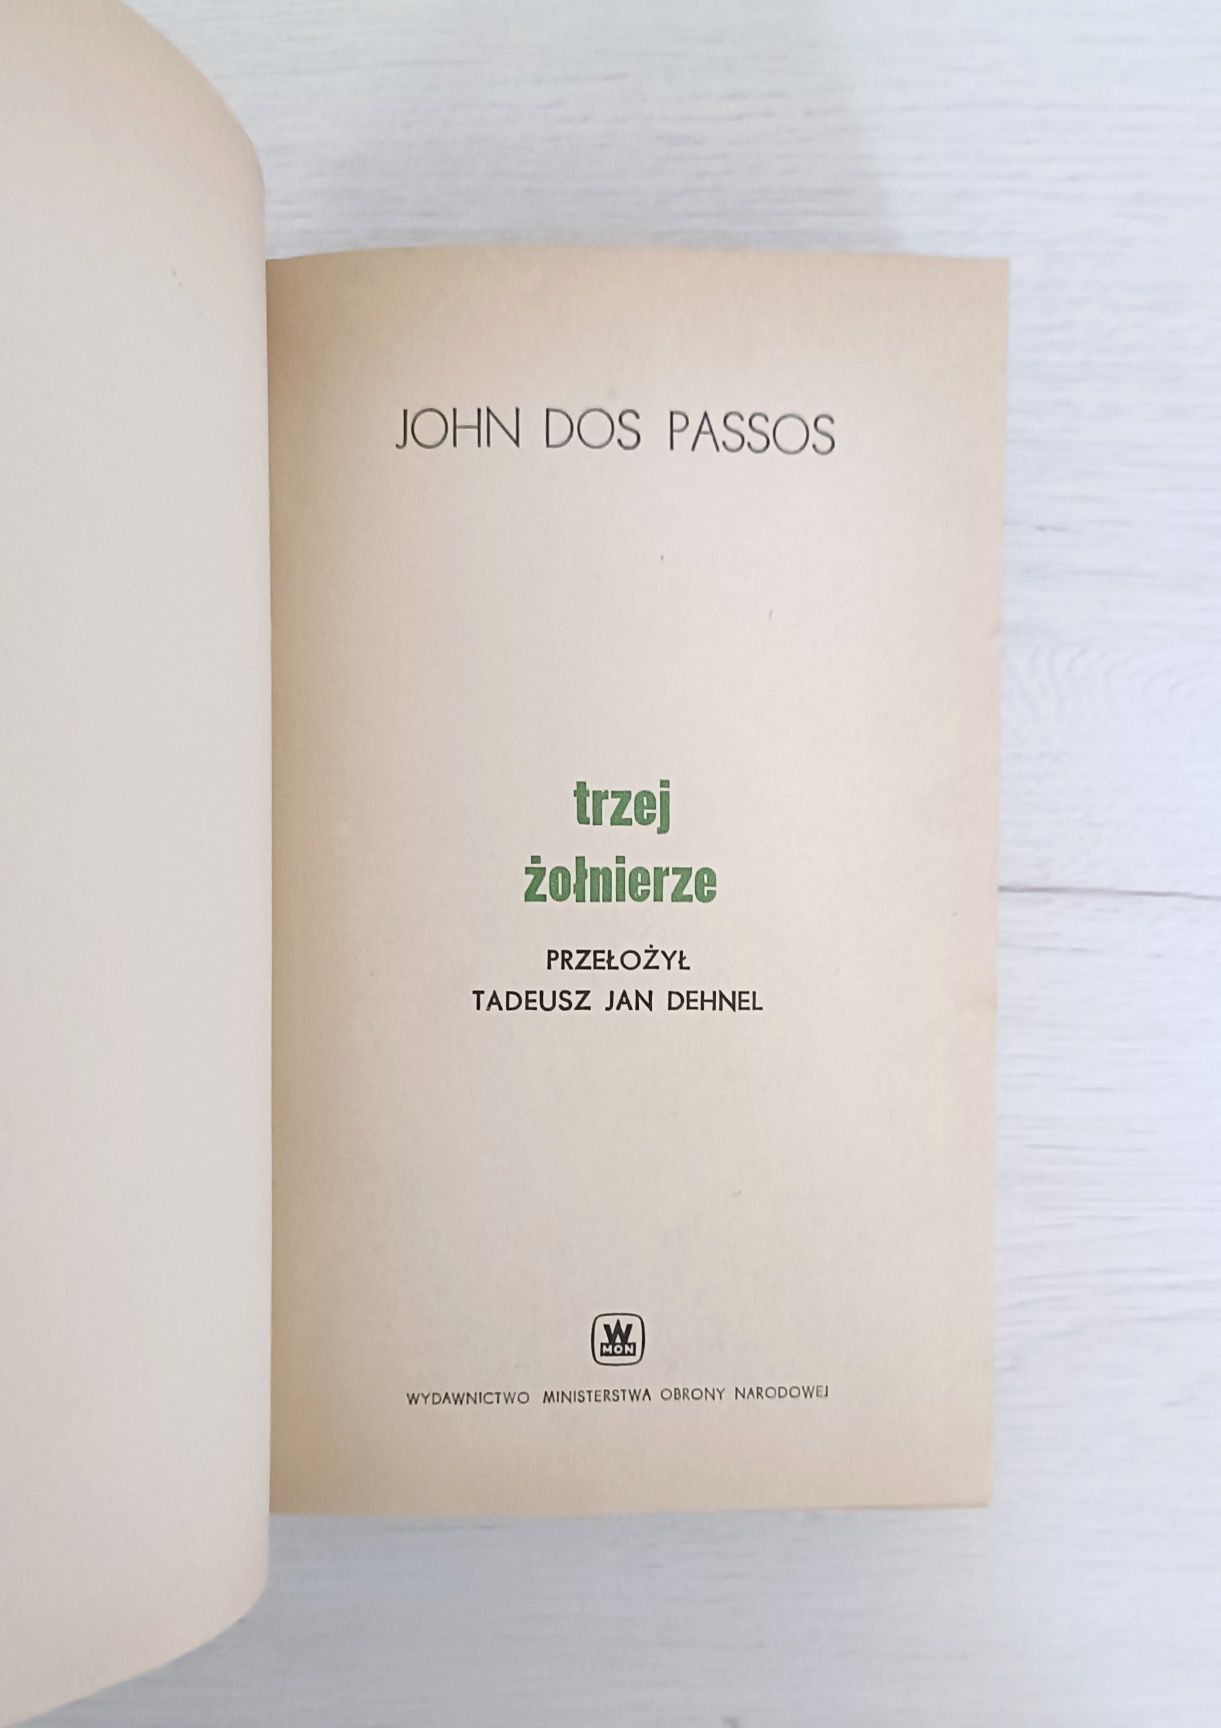 JOHN DOS PASSOS
trzej
żołnierze
PRZEŁOŻYŁ
TADEUSZ JAN DEHNEL
W
MON
WYDAWNICTWO MINISTERSTWA OBRONY NARODOWEJ